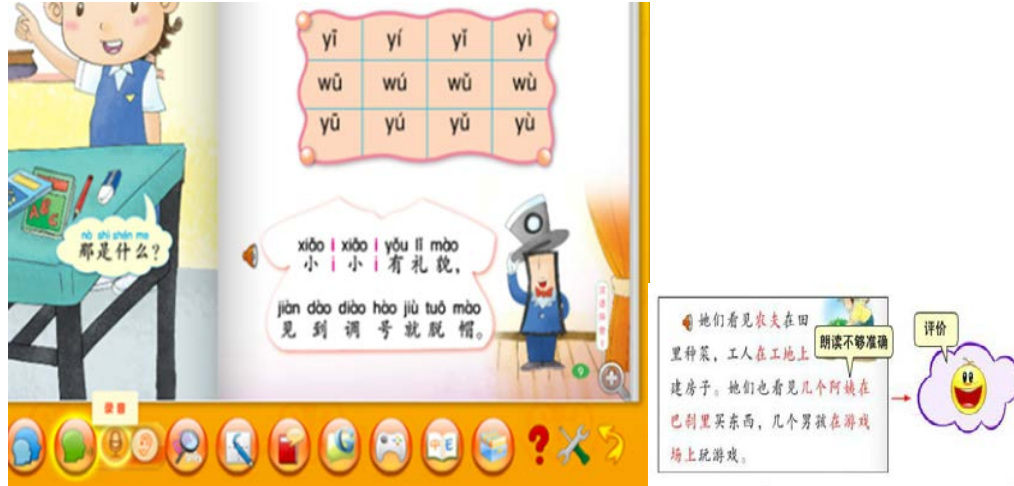 yī yí yǐ yì
wū wú wǔ wù
yū yú yǔ yù
nà shì shén me
那是什么?
xiǎo i xiǎo i yǒu lǐ mào
小 i 小 i 有礼貌,
jiàn dào diào hào jiù tuō mào
见到调号就脱帽。
9
录音
ABC
E
?
她们看见农夫在田
里种菜,工人在工地上
建房子。她们也看见几个阿姨在
巴刹里买东西,几个男孩在游戏
场上玩游戏。
朗读不够准确
评价